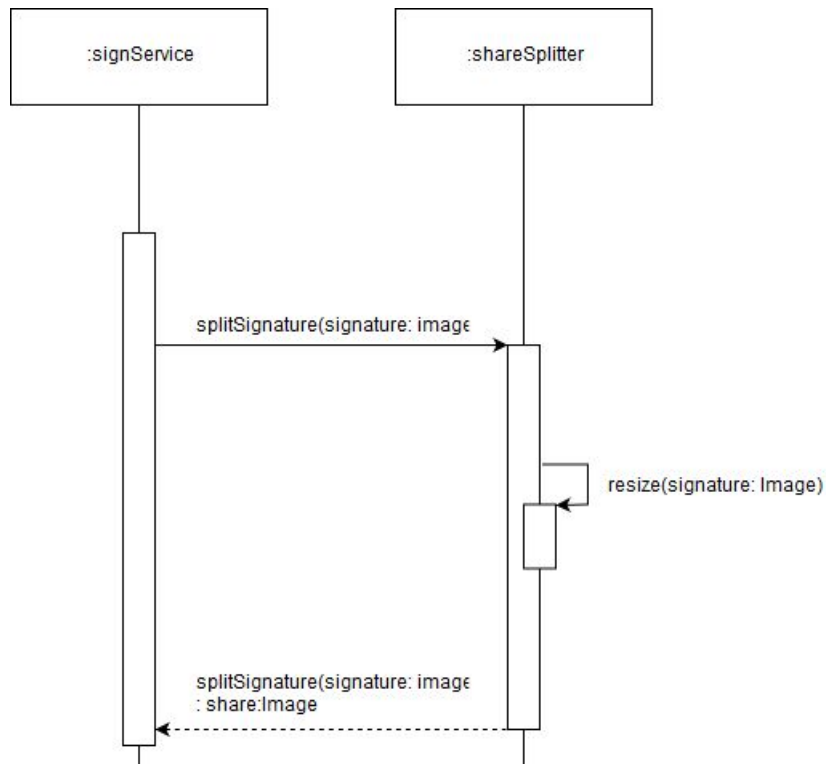 :signService
:shareSplitter
splitSignature(signature: image
resize(signature: Image)
splitSignature(signature: image
: share:Image